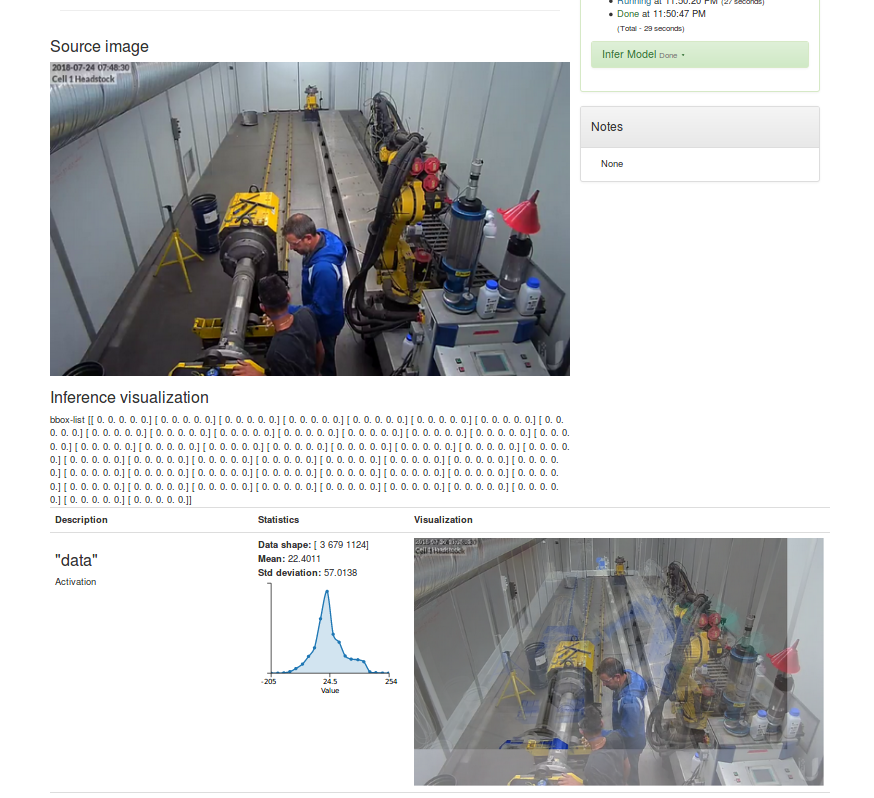 Running at 11:50:20 PM (27 seconds)
Done at 11:50:47 PM
(Total - 29 seconds)
Infer Model Done
Notes
None
Source image
2018-07-24 07:48:30
Cell 1 Headstock
Inference visualization
bbox-list [[ 0. 0. 0. 0. 0.] [ 0. 0. 0. 0. 0.] [ 0. 0. 0. 0. 0.] [ 0. 0. 0. 0. 0.] [ 0. 0. 0. 0. 0.] [ 0. 0. 0. 0. 0.] [ 0. 0. 0. 0. 0.] [ 0. 0.
0. 0. 0.] [ 0. 0. 0. 0. 0.] [ 0. 0. 0. 0. 0.] [ 0. 0. 0. 0. 0.] [ 0. 0. 0. 0. 0.] [ 0. 0. 0. 0. 0.] [ 0. 0. 0. 0. 0.] [ 0. 0. 0. 0. 0.] [ 0. 0. 0.
0. 0.] [ 0. 0. 0. 0. 0.] [ 0. 0. 0. 0. 0.] [ 0. 0. 0. 0. 0.] [ 0. 0. 0. 0. 0.] [ 0. 0. 0. 0. 0.] [ 0. 0. 0. 0. 0.] [ 0. 0. 0. 0. 0.] [ 0. 0. 0. 0.
0.] [ 0. 0. 0. 0. 0.] [ 0. 0. 0. 0. 0.] [ 0. 0. 0. 0. 0.] [ 0. 0. 0. 0. 0.] [ 0. 0. 0. 0. 0.] [ 0. 0. 0. 0. 0.] [ 0. 0. 0. 0. 0.] [ 0. 0. 0. 0.
0.] [ 0. 0. 0. 0. 0.] [ 0. 0. 0. 0. 0.] [ 0. 0. 0. 0. 0.] [ 0. 0. 0. 0. 0.] [ 0. 0. 0. 0. 0.] [ 0. 0. 0. 0. 0.] [ 0. 0. 0. 0. 0.] [ 0. 0. 0. 0.
0.] [ 0. 0. 0. 0. 0.] [ 0. 0. 0. 0. 0.] [ 0. 0. 0. 0. 0.] [ 0. 0. 0. 0. 0.] [ 0. 0. 0. 0. 0.] [ 0. 0. 0. 0. 0.] [ 0. 0. 0. 0. 0.] [ 0. 0. 0. 0.
0.] [ 0. 0. 0. 0. 0.] [ 0. 0. 0. 0. 0.]]
Description Statistics Visualization
"data"
Activation
Data shape: [ 3 679 1124]
Mean: 22.4011
Std deviation: 57.0138
-205 24.5 254
Value
Cell 1 Headstock